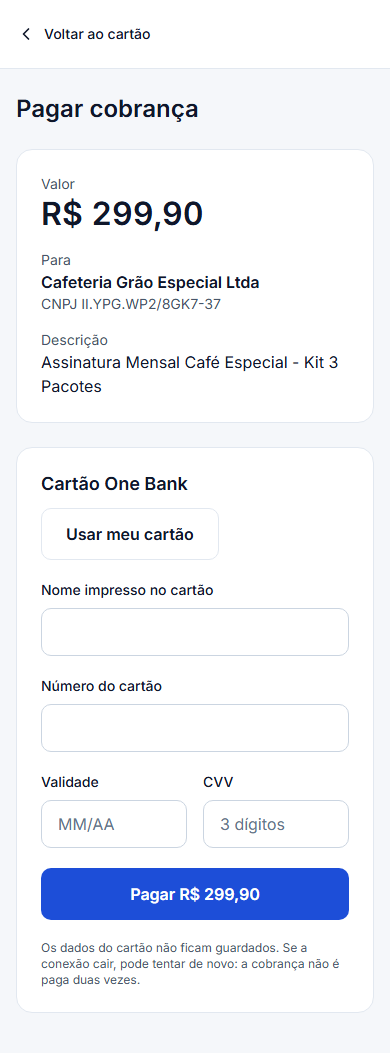 Voltar ao cartão
Pagar cobrança
Valor
R$ 299,90
Para
Cafeteria Grão Especial Ltda
CNPJ II.YPG.WP2/8GK7-37
Descrição
Assinatura Mensal Café Especial - Kit 3
Pacotes
Cartão One Bank
Usar meu cartão
Nome impresso no cartão
Número do cartão
Validade
CVV
MM/AA
3 dígitos
Pagar R$ 299,90
Os dados do cartão não ficam guardados. Se a
conexão cair, pode tentar de novo: a cobrança não é
paga duas vezes.